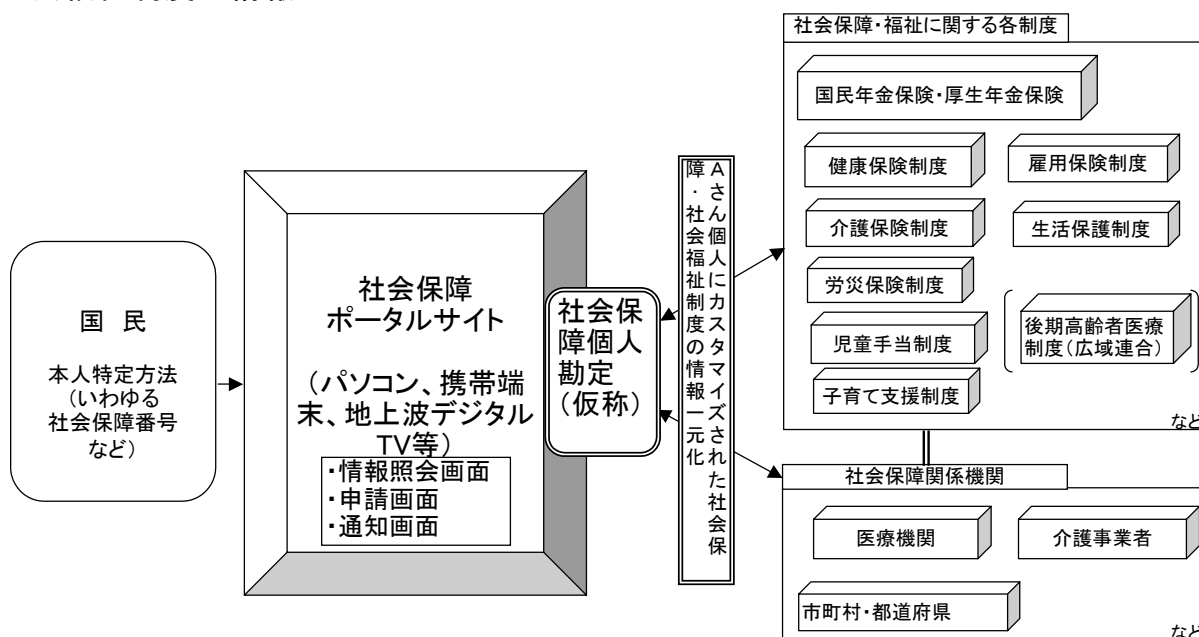 社会保障・福祉に関する各制度
国民年金保険・厚生年金保険
健康保険制度
雇用保険制度
介護保険制度
生活保護制度
労災保険制度
児童手当制度
後期高齢者医療
制度(広域連合)
子育て支援制度
など
国 民
本人特定方法
(いわゆる
社会保障番号
など)
社会保障
ポータルサイト
(パソコン、携帯端
末、地上波デジタル
TV等)
・情報照会画面
・申請画面
・通知画面
社会保
障個人
勘定
(仮称)
Aさん個人にカスタマイズされた社会保
障・社会福祉制度の情報一元化
社会保障関係機関
医療機関
介護事業者
市町村・都道府県
など